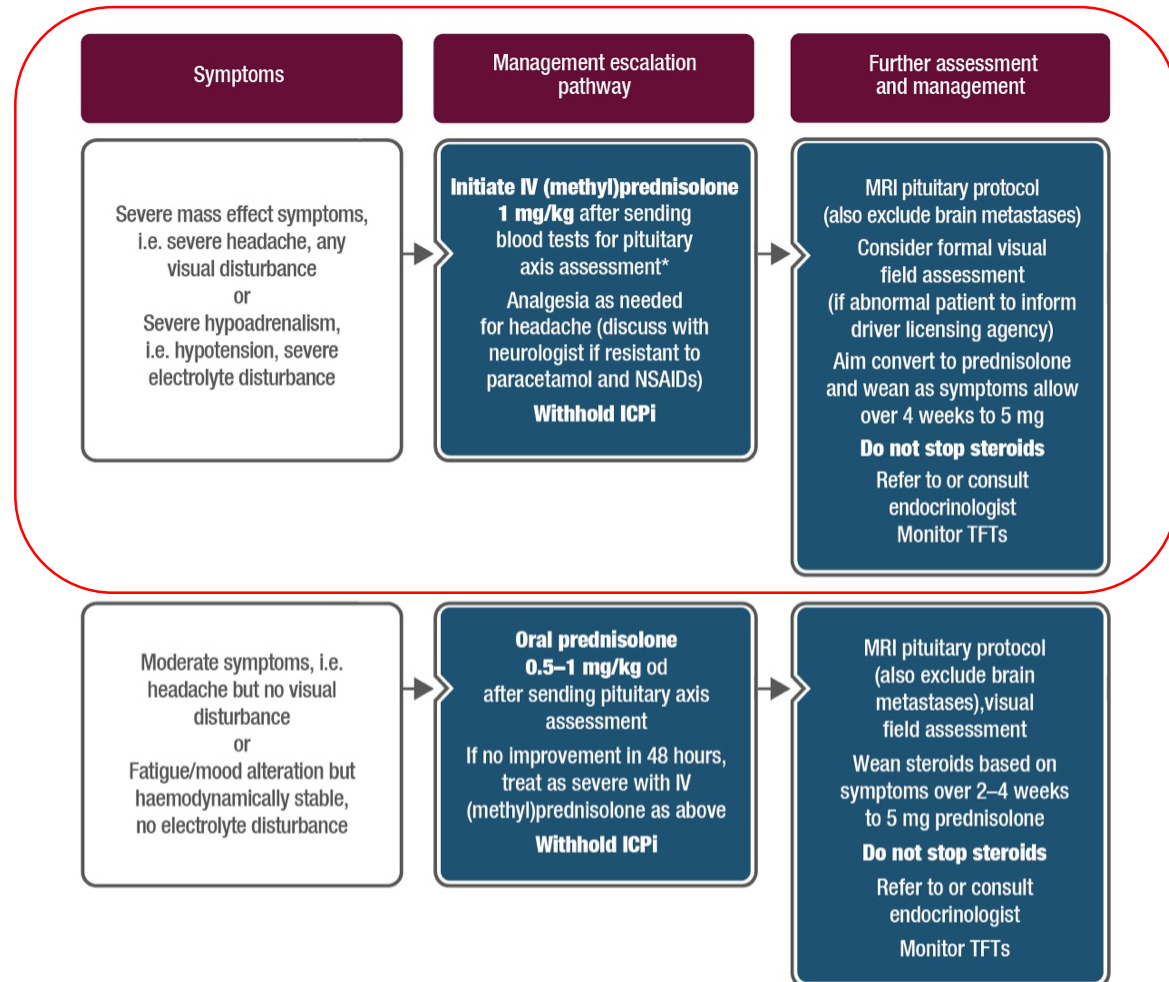 Symptoms
Management escalation
pathway
Further assessment
and management
Severe mass effect symptoms,
i.e. severe headache, any
visual disturbance
or
Severe hypoadrenalism,
i.e. hypotension, severe
electrolyte disturbance
Initiate IV (methyl)prednisolone
1 mg/kg after sending
blood tests for pituitary
axis assessment*
Analgesia as needed
for headache (discuss with
neurologist if resistant to
paracetamol and NSAIDs)
Withhold ICPi
MRI pituitary protocol
(also exclude brain metastases)
Consider formal visual
field assessment
(if abnormal patient to inform
driver licensing agency)
Aim convert to prednisolone
and wean as symptoms allow
over 4 weeks to 5 mg
Do not stop steroids
Refer to or consult
endocrinologist
Monitor TFTs
Moderate symptoms, i.e.
headache but no visual
disturbance
or
Fatigue/mood alteration but
haemodynamically stable,
no electrolyte disturbance
Oral prednisolone
0.5–1 mg/kg od
after sending pituitary axis
assessment
If no improvement in 48 hours,
treat as severe with IV
(methyl)prednisolone as above
Withhold ICPi
MRI pituitary protocol
(also exclude brain
metastases),visual
field assessment
Wean steroids based on
symptoms over 2–4 weeks
to 5 mg prednisolone
Do not stop steroids
Refer to or consult
endocrinologist
Monitor TFTs